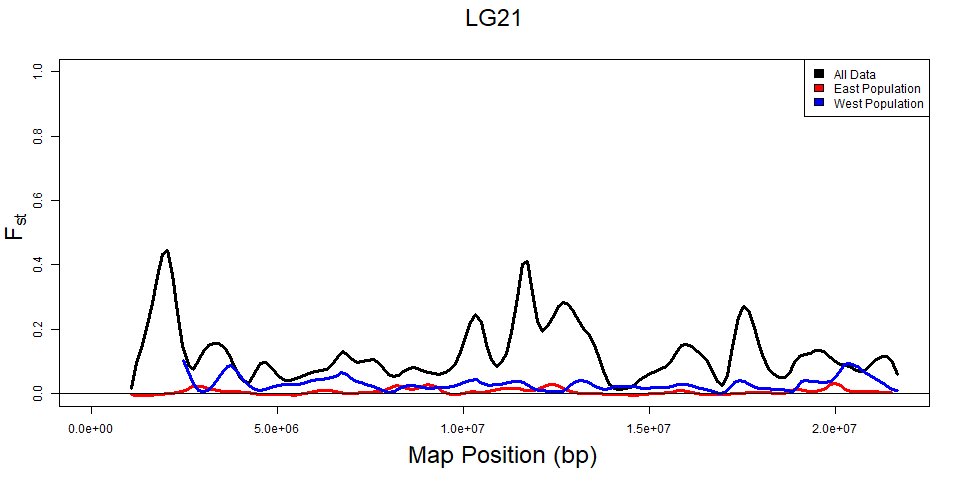 LG21
All Data
East Population
West Population
Fst
1.0
0.8
0.6
0.4
0.2
0.0
0.0e+00 5.0e+06 1.0e+07 1.5e+07 2.0e+07
Map Position (bp)